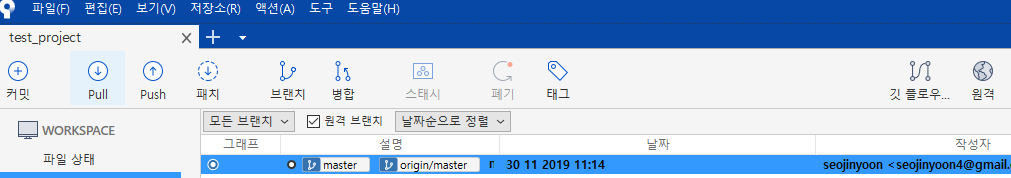 파일(F) 편집(E) 보기(V) 저장소(R) 액션(A) 도구 도움말(H)
test_project
커밋 Pull Push 패치 브랜치 병합 스태시 폐기 태그 깃 플로우... 원격
WORKSPACE
파일 상태
모든 브랜치 원격 브랜치 날짜순으로 정렬
그래프 설명 날짜 작성자
master origin/master 30 11 2019 11:14 seojinyoon <seojinyoon4@gmail.